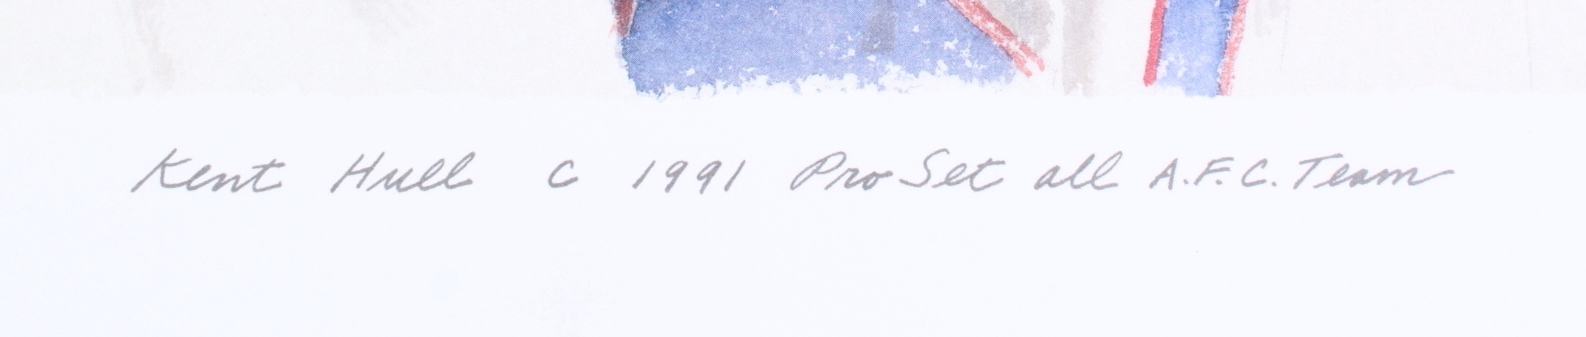 Kent Hull C 1991 Pro Set all A.F.C. Team